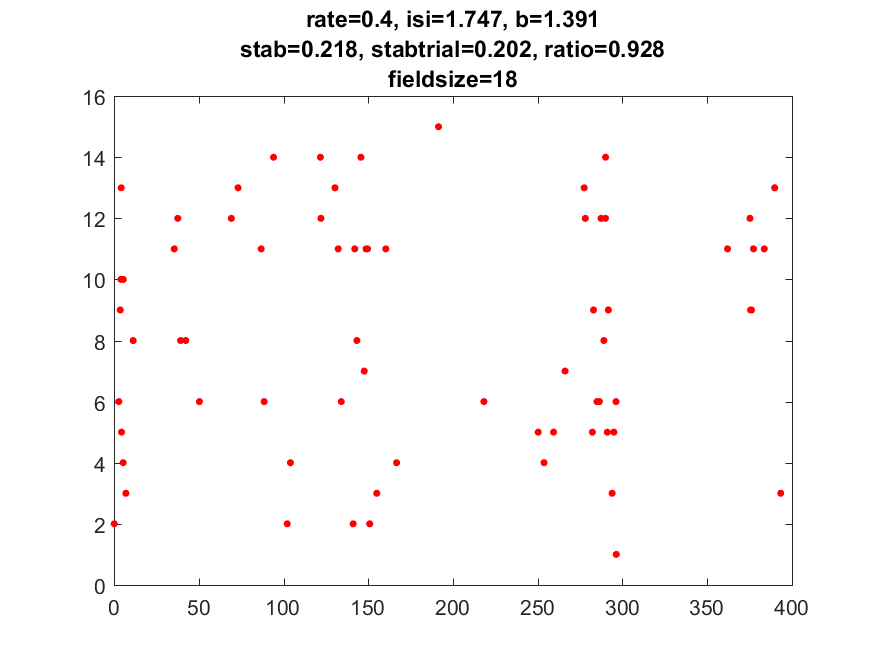 rate=0.4, isi=1.747, b=1.391
stab=0.218, stabtrial=0.202, ratio=0.928
fieldsize=18
16
14
12
10
8
6
4
2
0
0 50 100 150 200 250 300 350 400